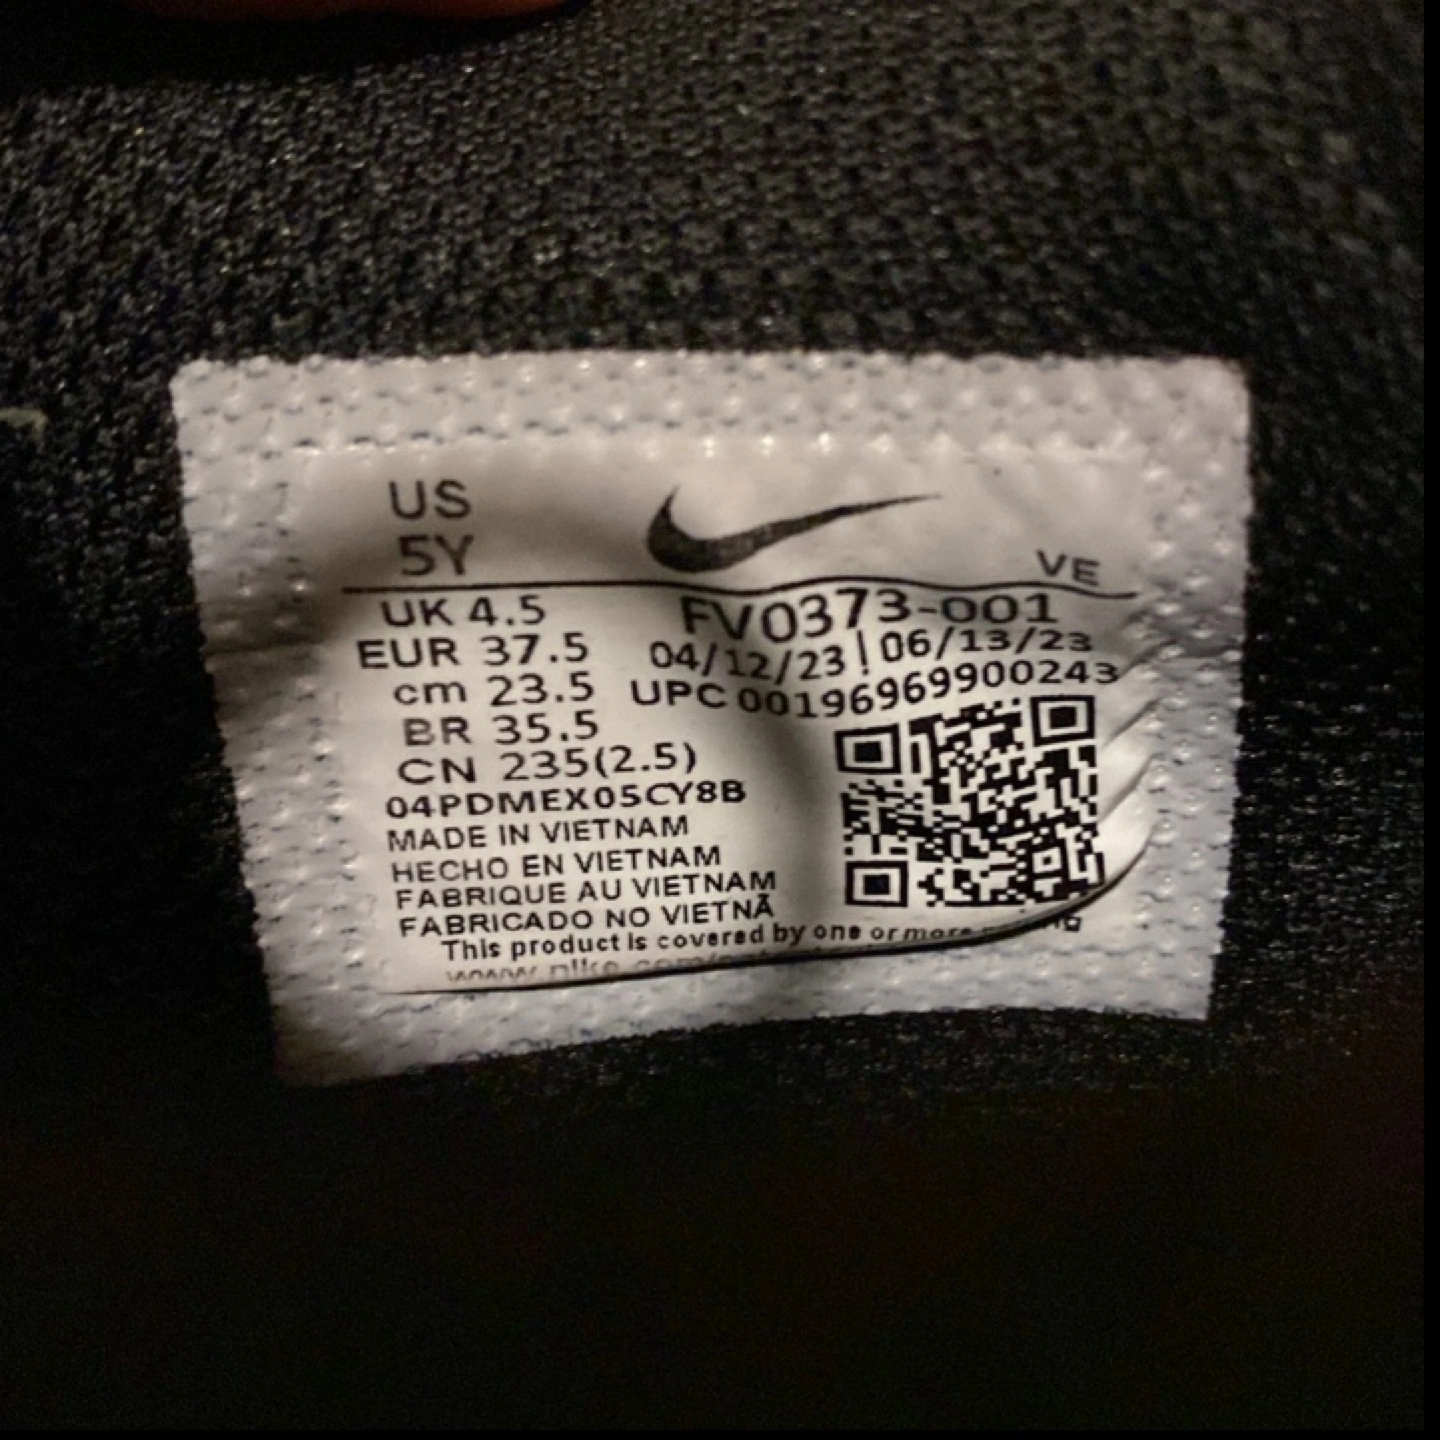 US
5Y
VE
UK 4.5
EUR 37.5
cm 23.5
BR 35.5
CN 235(2.5)
FV0373-001
04/12/23 | 06/13/23
UPC 00196969900243
04PDMEX05CY8B
MADE IN VIETNAM
HECHO EN VIETNAM
FABRIQUE AU VIETNAM
FABRICADO NO VIETNÃ
This product is covered by one or more